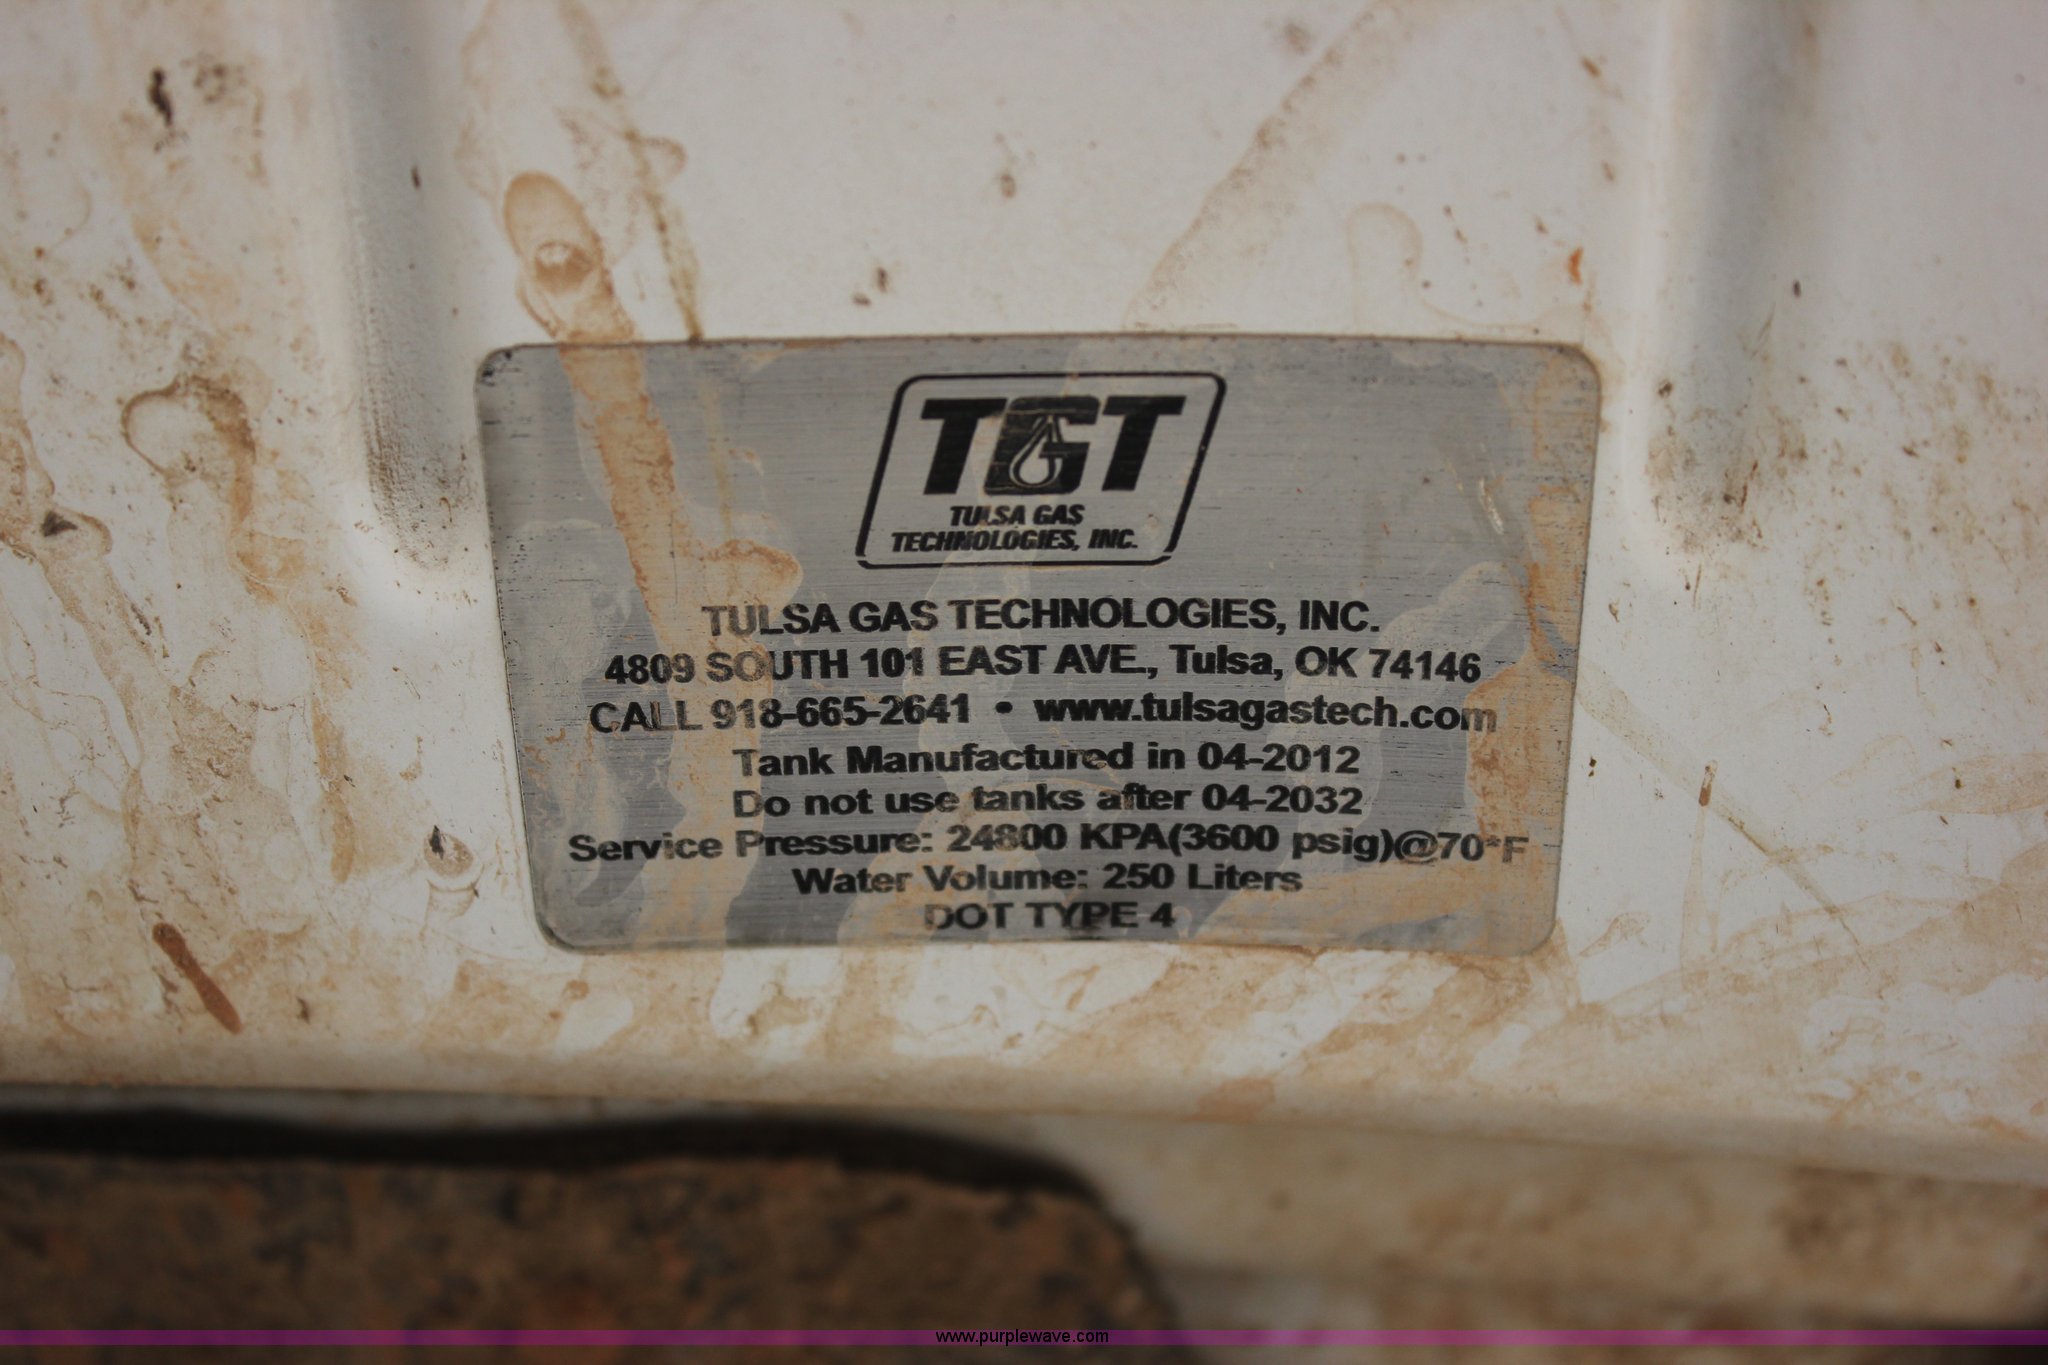 TGT
TULSA GAS
TECHNOLOGIES, INC.
TULSA GAS TECHNOLOGIES, INC.
4809 SOUTH 101 EAST AVE., Tulsa, OK 74146
CALL 918-665-2641 • www.tulsagastech.com
Tank Manufactured in 04-2012
Do not use tanks after 04-2032
Service Pressure: 24800 KPA(3600 psig)@70°F
Water Volume: 250 Liters
DOT TYPE 4
www.purplewave.com